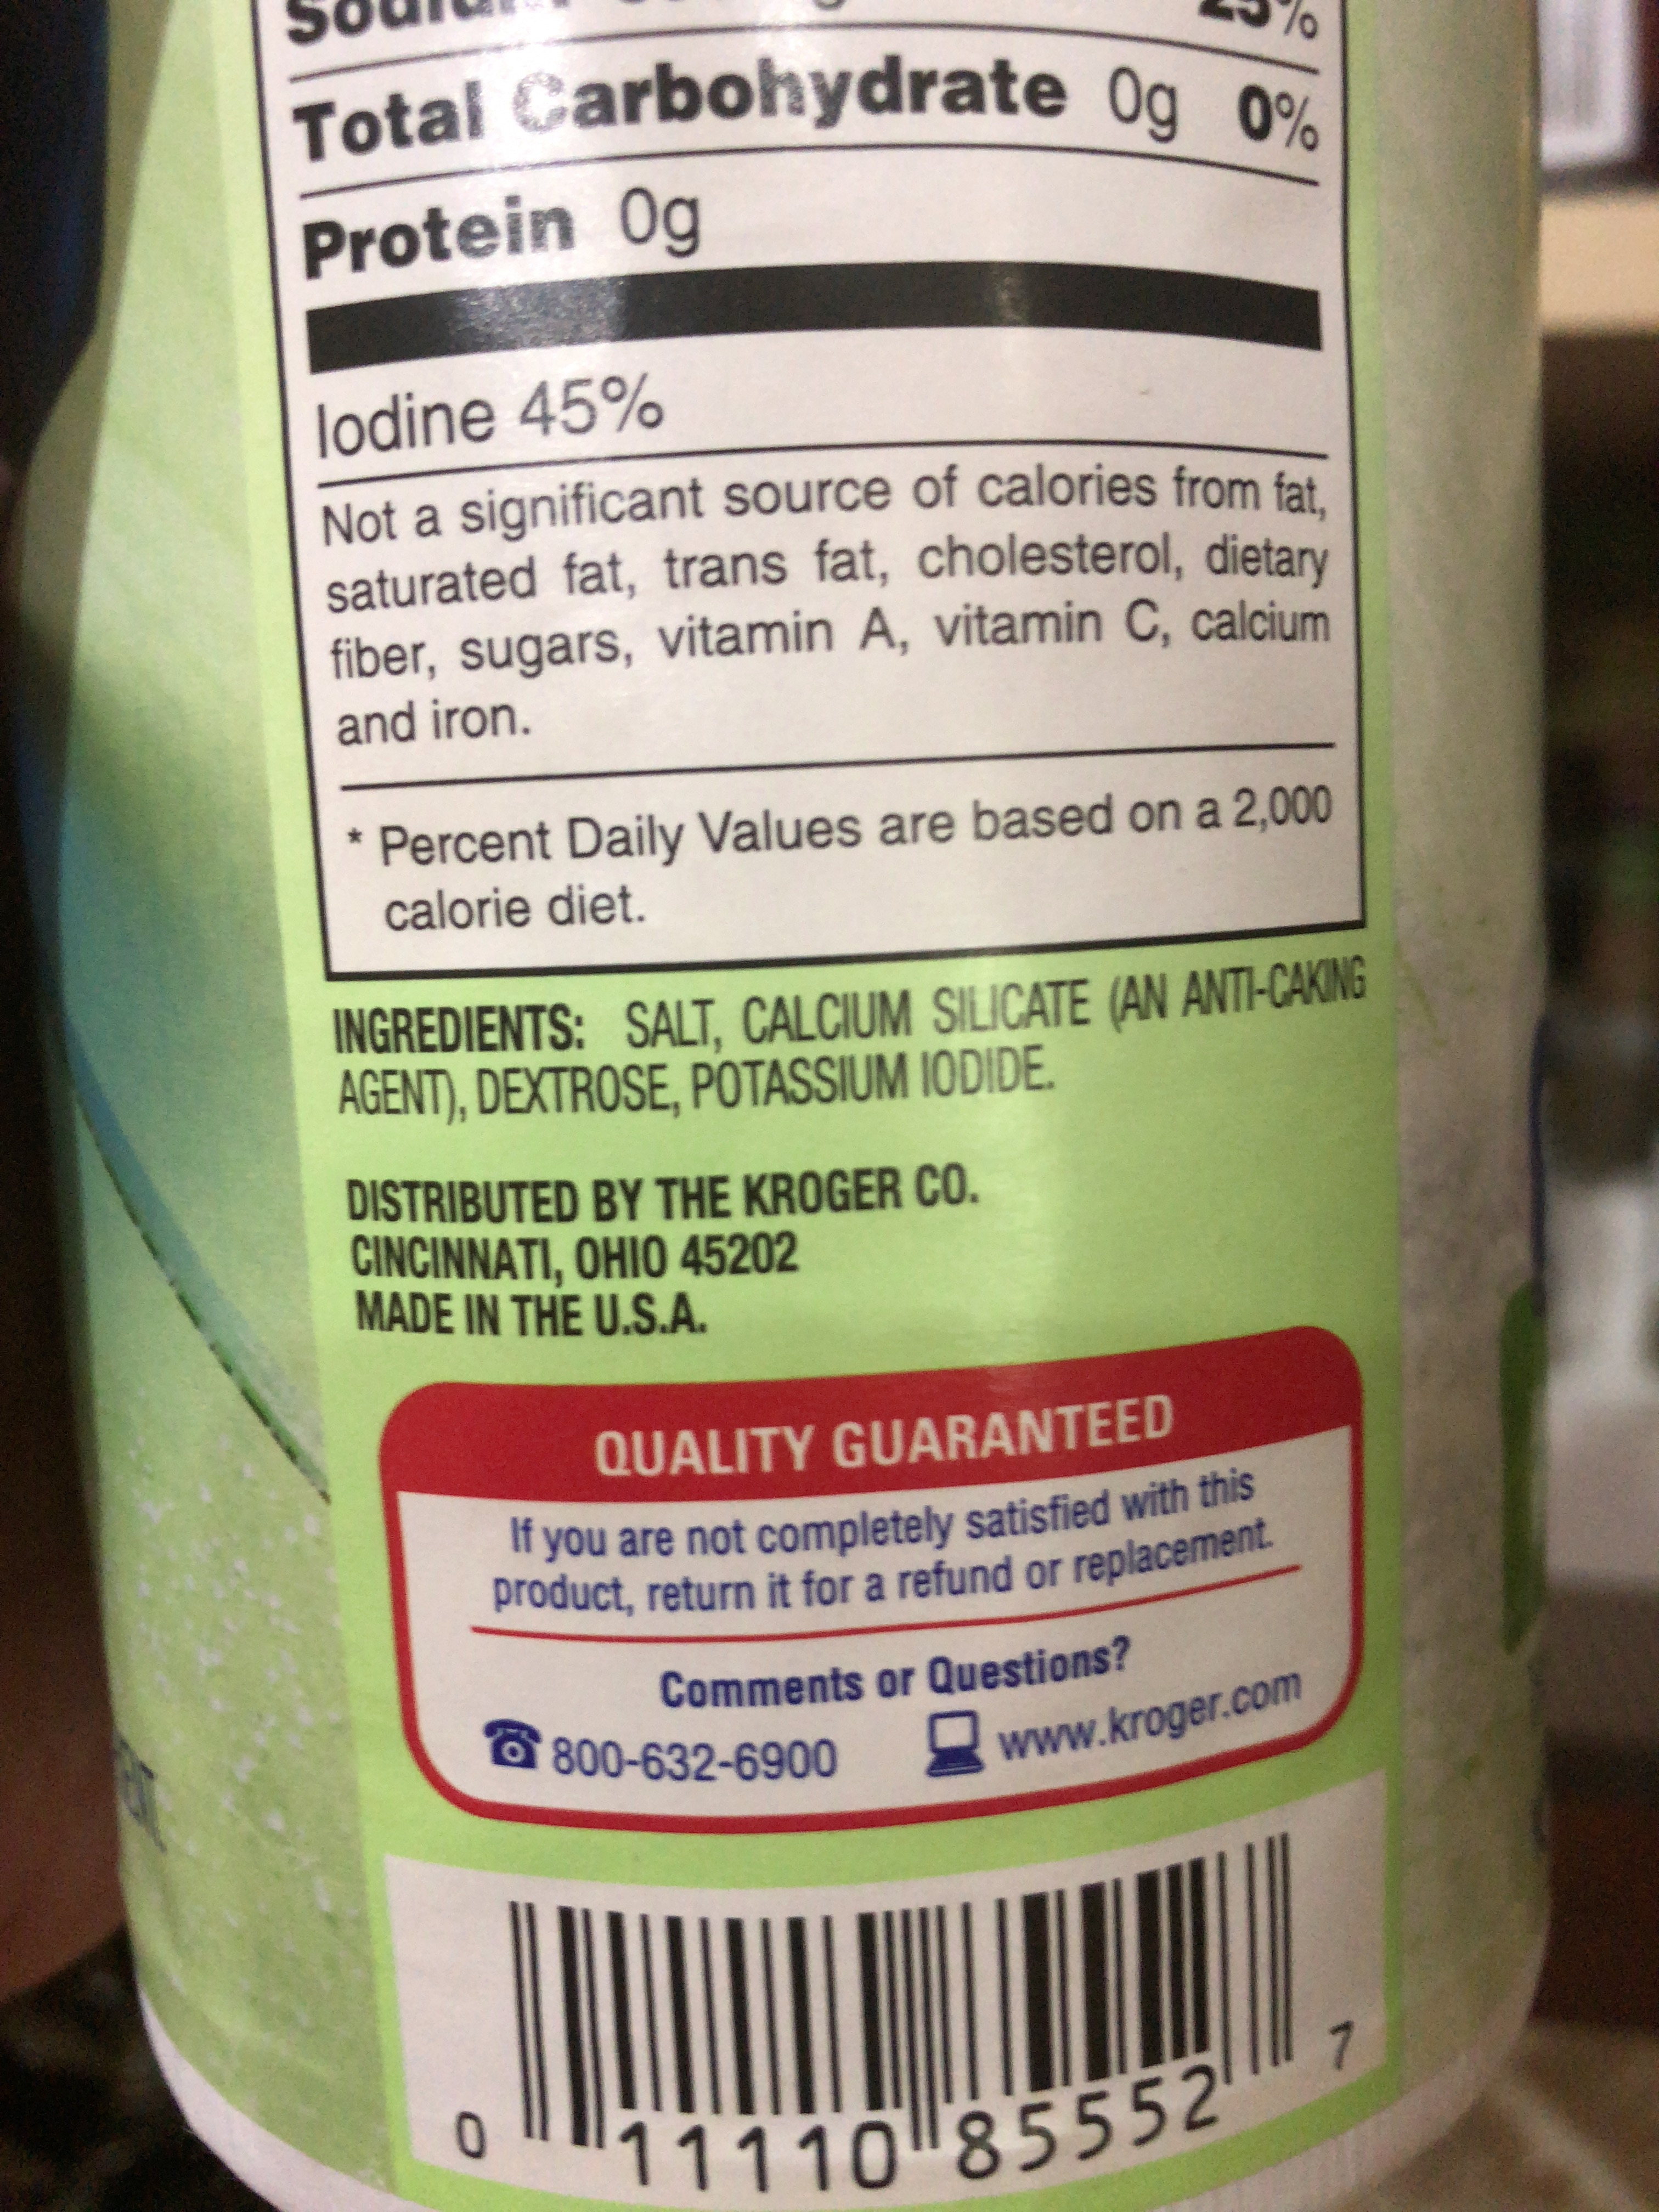 25%
Total Carbohydrate 0g 0%
Protein 0g
Iodine 45%
Not a significant source of calories from fat,
saturated fat, trans fat, cholesterol, dietary
fiber, sugars, vitamin A, vitamin C, calcium
and iron.
* Percent Daily Values are based on a 2,000
calorie diet.
INGREDIENTS: SALT, CALCIUM SILICATE (AN ANTI-CAKING
AGENT), DEXTROSE, POTASSIUM IODIDE.
DISTRIBUTED BY THE KROGER CO.
CINCINNATI, OHIO 45202
MADE IN THE U.S.A.
QUALITY GUARANTEED
If you are not completely satisfied with this
product, return it for a refund or replacement.
Comments or Questions?
800-632-6900 www.kroger.com
0 11110 85552 7